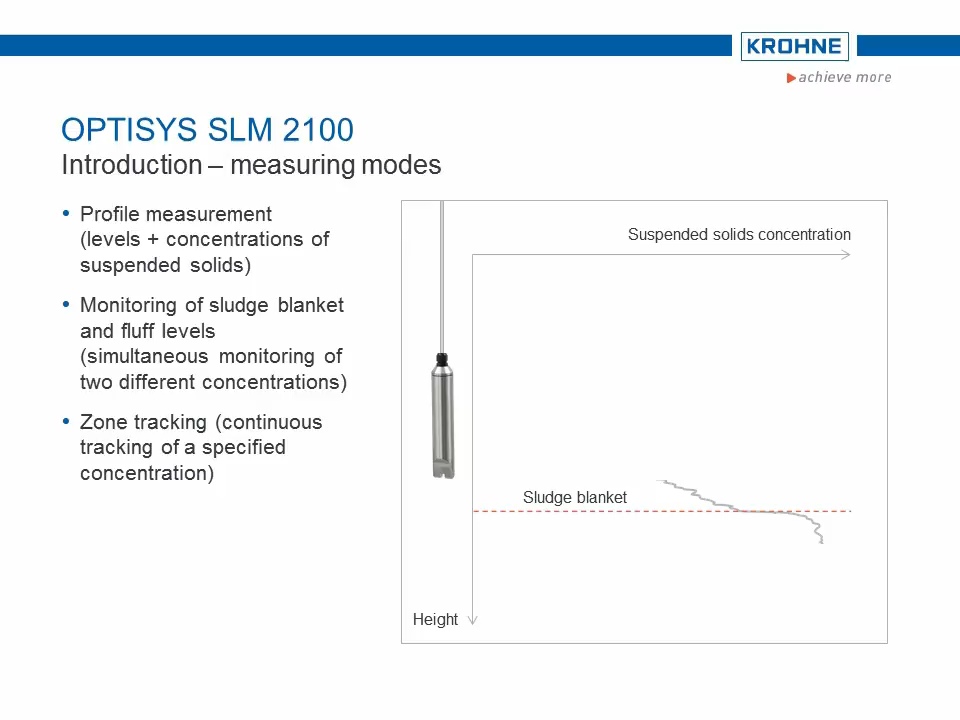 KROHNE
achieve more
OPTISYS SLM 2100
Introduction – measuring modes
• Profile measurement
(levels + concentrations of
suspended solids)
• Monitoring of sludge blanket
and fluff levels
(simultaneous monitoring of
two different concentrations)
• Zone tracking (continuous
tracking of a specified
concentration)
Suspended solids concentration
Sludge blanket
Height